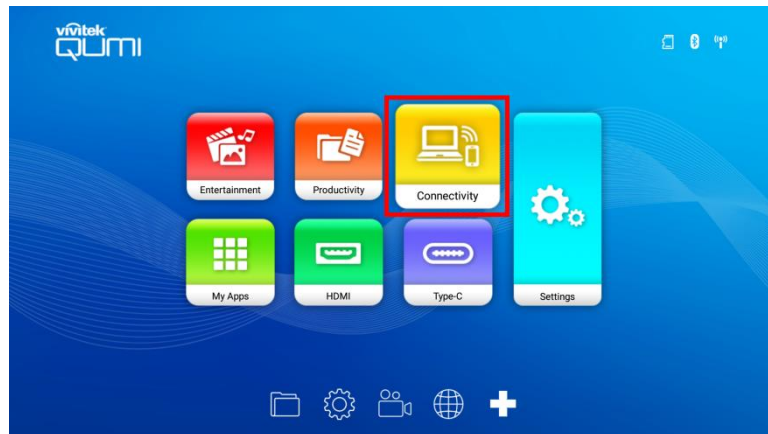 vivitek
QUMI
Entertainment
Productivity
Connectivity
My Apps
HDMI
Type-C
Settings